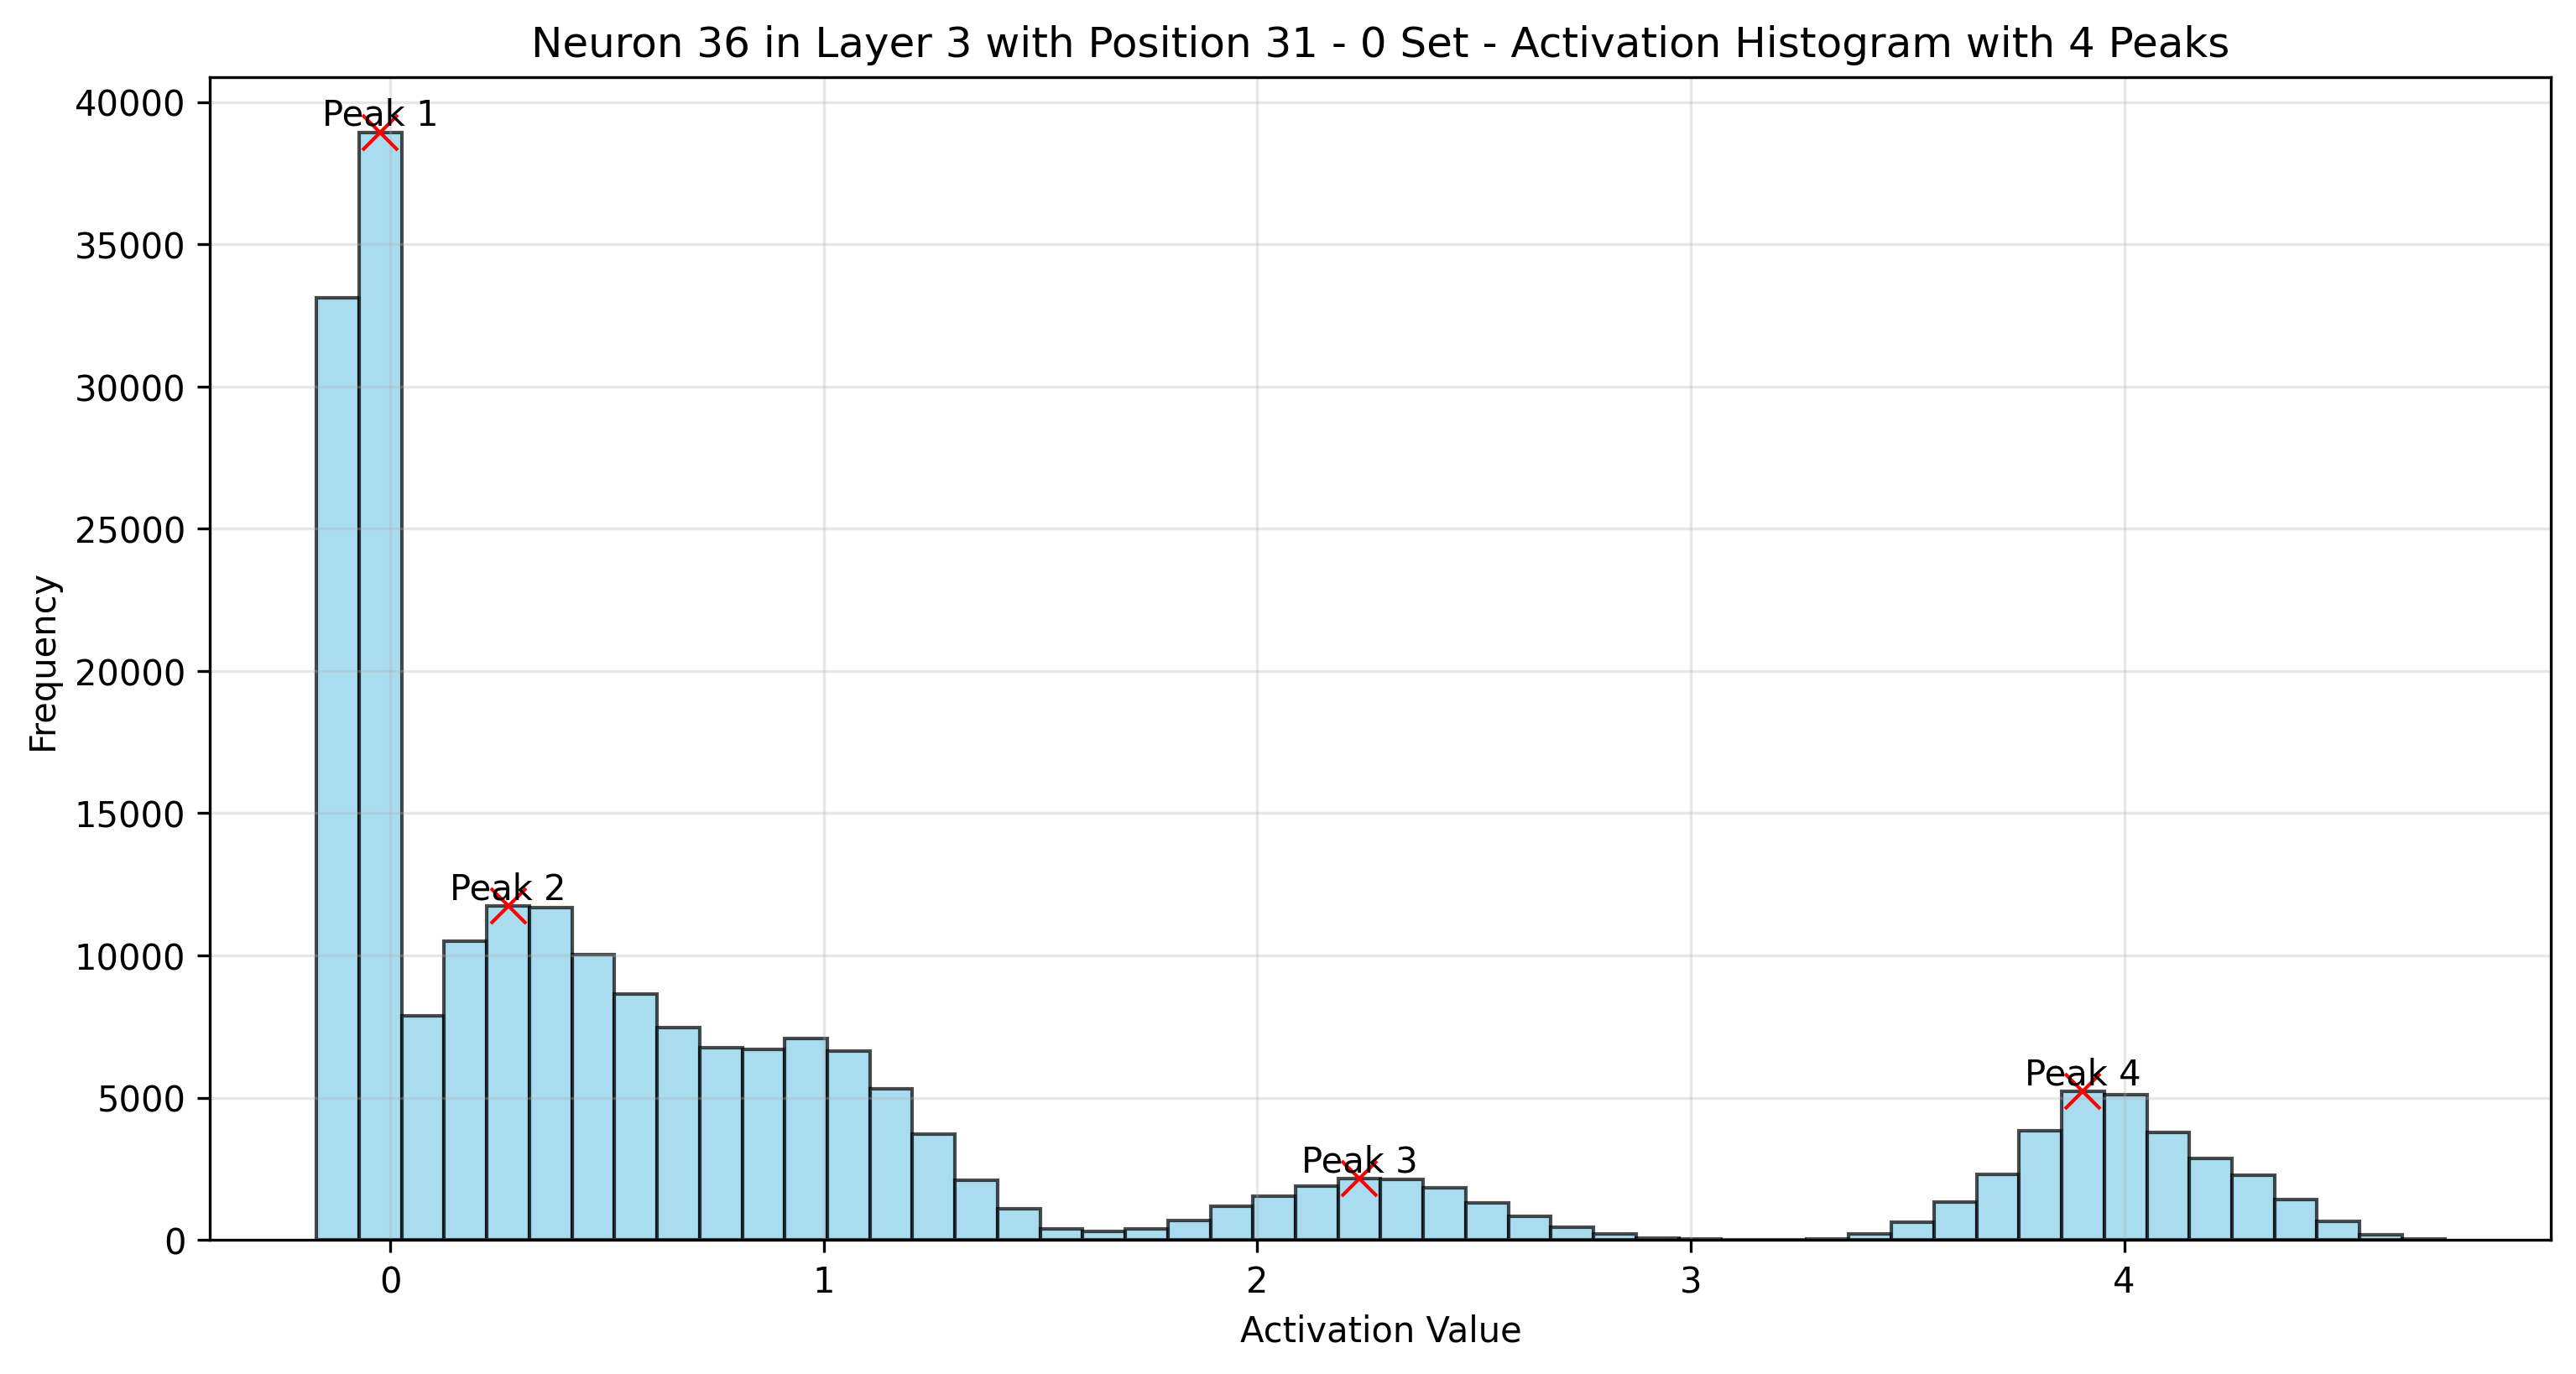 Neuron 36 in Layer 3 with Position 31 - 0 Set - Activation Histogram with 4 Peaks
Frequency
40000
35000
30000
25000
20000
15000
10000
5000
0
Peak 1
Peak 2
Peak 3
Peak 4
0 1 2 3 4
Activation Value